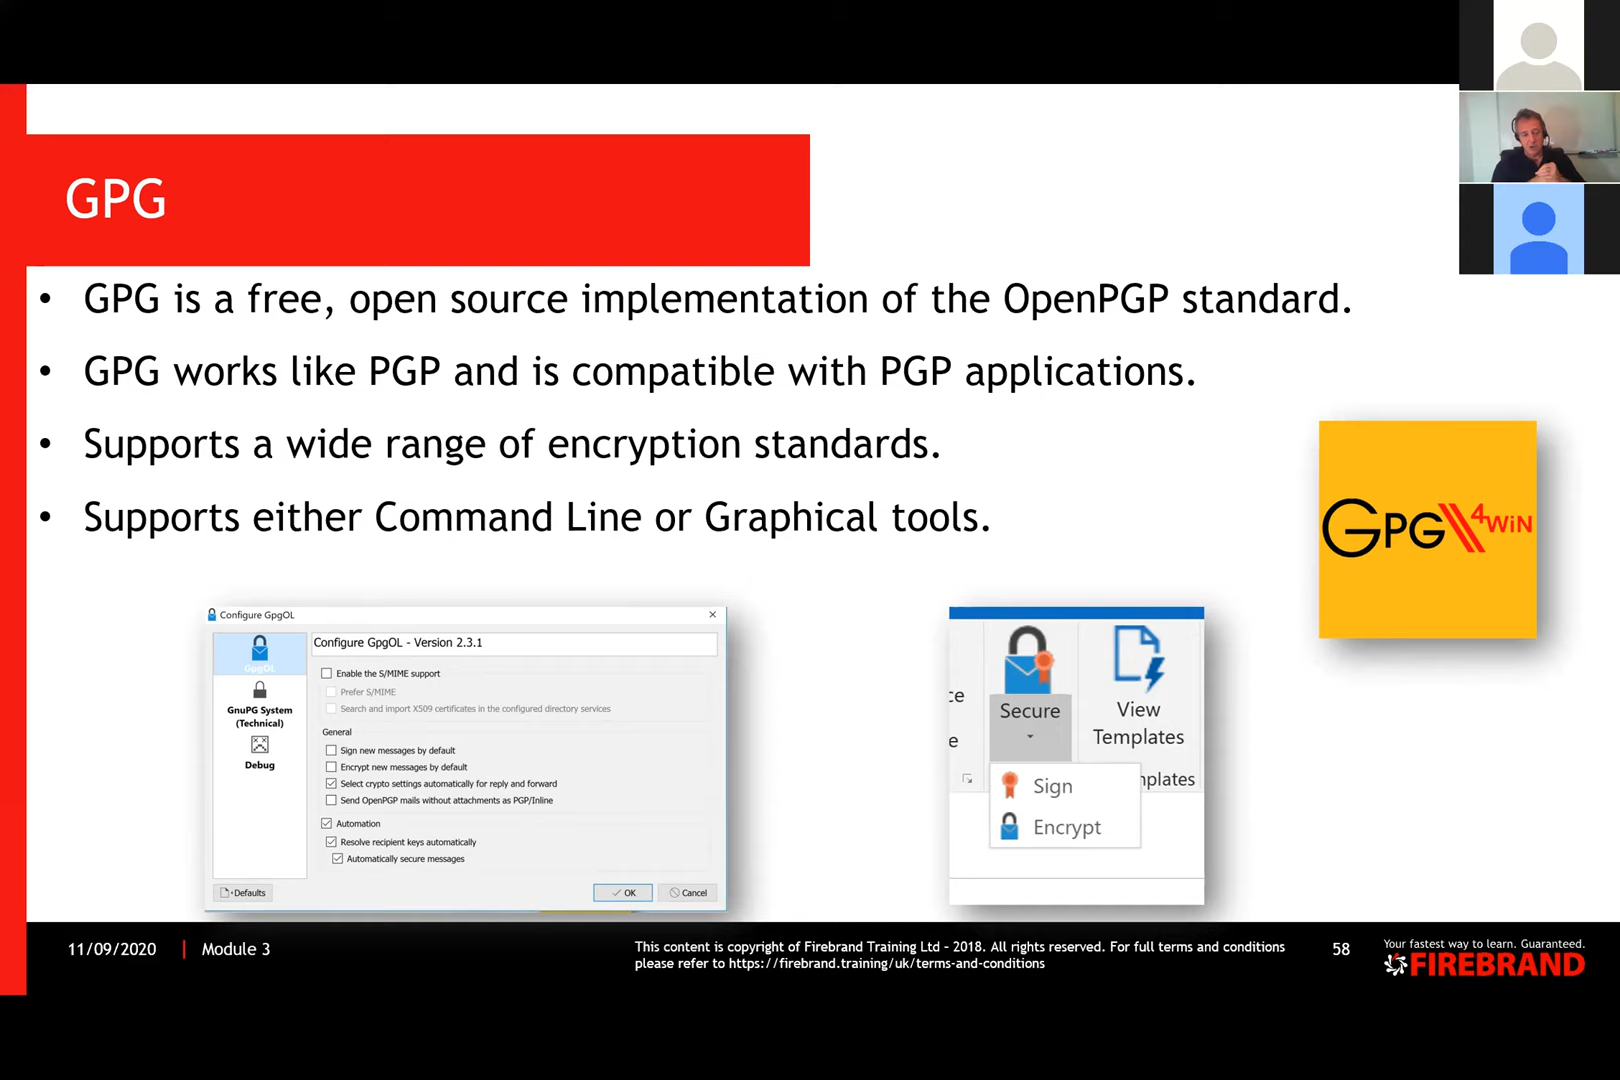 GPG
• GPG is a free, open source implementation of the OpenPGP standard.
• GPG works like PGP and is compatible with PGP applications.
• Supports a wide range of encryption standards.
• Supports either Command Line or Graphical tools.
GPG 4WiN
Configure GpgOL
GpgOL
GnuPG System
(Technical)
Debug
Configure GpgOL - Version 2.3.1
Enable the S/MIME support
Prefer S/MIME
Search and import X509 certificates in the configured directory services
General
Sign new messages by default
Encrypt new messages by default
Select crypto settings automatically for reply and forward
Send OpenPGP mails without attachments as PGP/Inline
Automation
Resolve recipient keys automatically
Automatically secure messages
Defaults
OK
Cancel
ce
e
Secure
View
Templates
nplates
Sign
Encrypt
11/09/2020 | Module 3
This content is copyright of Firebrand Training Ltd – 2018. All rights reserved. For full terms and conditions
please refer to https://firebrand.training/uk/terms-and-conditions
58
Your fastest way to learn. Guaranteed.
FIREBRAND